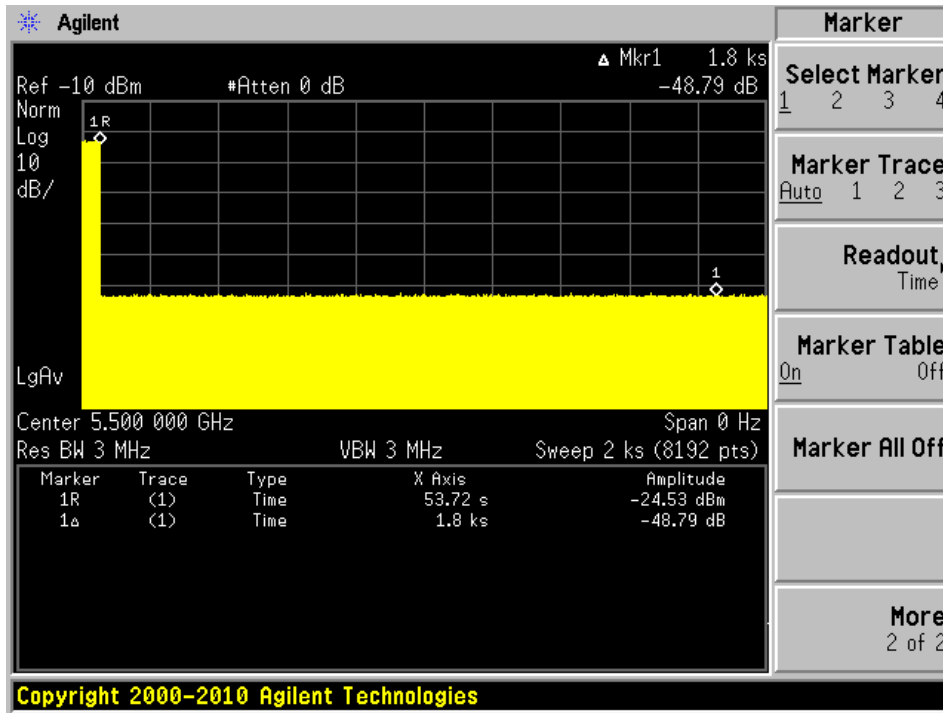 Agilent
Marker
▵ Mkr1 1.8 ks
Ref -10 dBm #Atten 0 dB -48.79 dB
Norm
Log
10
dB/
1R
1
LgAv
Center 5.500 000 GHz Span 0 Hz
Res BW 3 MHz VBW 3 MHz Sweep 2 ks (8192 pts)
Marker Trace Type X Axis Amplitude
1R (1) Time 53.72 s -24.53 dBm
1▵ (1) Time 1.8 ks -48.79 dB
Select Marker
1 2 3 4
Marker Trace
Auto 1 2 3
Readout
Time
Marker Table
On Off
Marker All Off
More
2 of 2
Copyright 2000-2010 Agilent Technologies